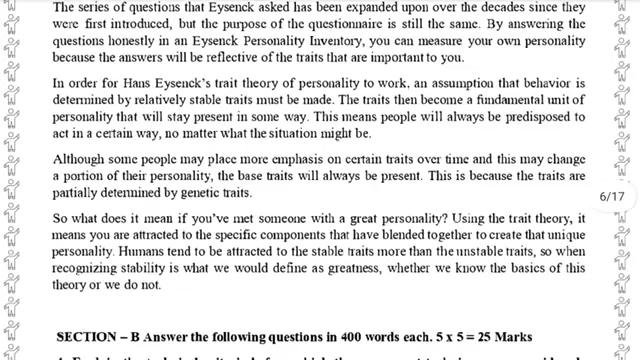 The series of questions that Eysenck asked has been expanded upon over the decades since they
were first introduced, but the purpose of the questionnaire is still the same. By answering the
questions honestly in an Eysenck Personality Inventory, you can measure your own personality
because the answers will be reflective of the traits that are important to you.
In order for Hans Eysenck's trait theory of personality to work, an assumption that behavior is
determined by relatively stable traits must be made. The traits then become a fundamental unit of
personality that will stay present in some way. This means people will always be predisposed to
act in a certain way, no matter what the situation might be.
Although some people may place more emphasis on certain traits over time and this may change
a portion of their personality, the base traits will always be present. This is because the traits are
partially determined by genetic traits.
6/17
So what does it mean if you've met someone with a great personality? Using the trait theory, it
means you are attracted to the specific components that have blended together to create that unique
personality. Humans tend to be attracted to the stable traits more than the unstable traits, so when
recognizing stability is what we would define as greatness, whether we know the basics of this
theory or we do not.
SECTION – B Answer the following questions in 400 words each. 5 x 5 = 25 Marks